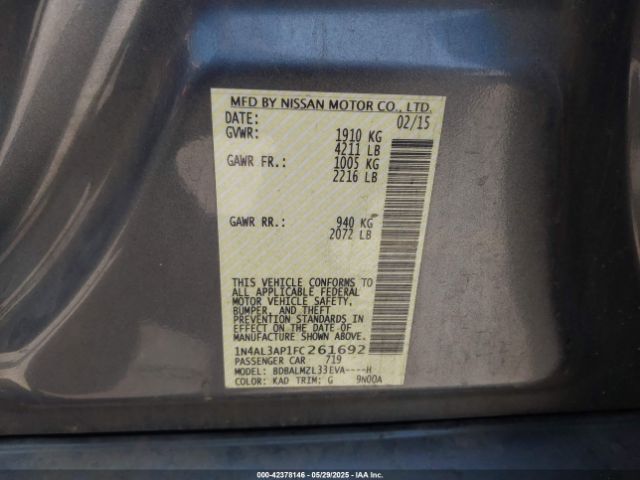 MFD BY NISSAN MOTOR CO., LTD.
DATE: 02/15
GVWR: 1910 KG
4211 LB
GAWR FR.: 1005 KG
2216 LB
GAWR RR.: 940 KG
2072 LB
THIS VEHICLE CONFORMS TO
ALL APPLICABLE FEDERAL
MOTOR VEHICLE SAFETY,
BUMPER, AND THEFT
PREVENTION STANDARDS IN
EFFECT ON THE DATE OF
MANUFACTURE SHOWN ABOVE.
1N4AL3AP1FC261692
PASSENGER CAR 719
MODEL: BDBALMZL33EVA----H
COLOR: KAD TRIM: G 9N00A
000-42378146 - 05/29/2025 - IAAI.CA